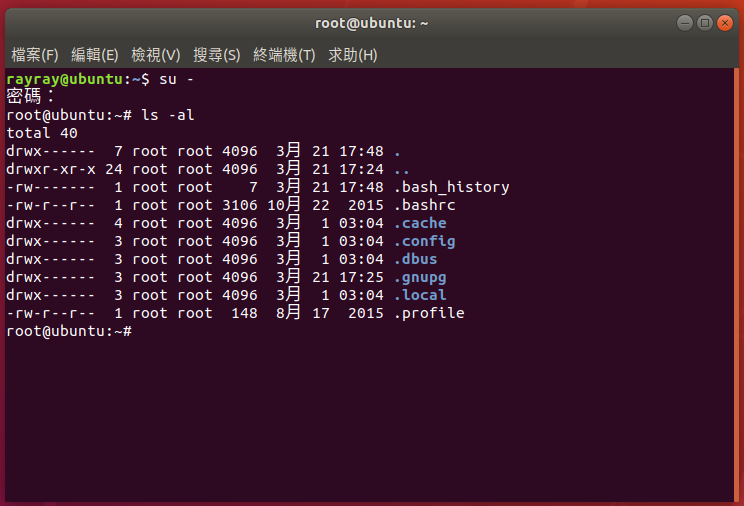 root@ubuntu: ~
檔案(F) 編輯(E) 檢視(V) 搜尋(S) 終端機(T) 求助(H)
rayray@ubuntu:~$ su -
密碼：
root@ubuntu:~# ls -al
total 40
drwx------  7 root root 4096  3月 21 17:48 .
drwxr-xr-x 24 root root 4096  3月 21 17:24 ..
-rw-------  1 root root    7  3月 21 17:48 .bash_history
-rw-r--r--  1 root root 3106 10月 22  2015 .bashrc
drwx------  4 root root 4096  3月  1 03:04 .cache
drwx------  3 root root 4096  3月  1 03:04 .config
drwx------  3 root root 4096  3月  1 03:04 .dbus
drwx------  3 root root 4096  3月 21 17:25 .gnupg
drwx------  3 root root 4096  3月  1 03:04 .local
-rw-r--r--  1 root root  148  8月 17  2015 .profile
root@ubuntu:~#